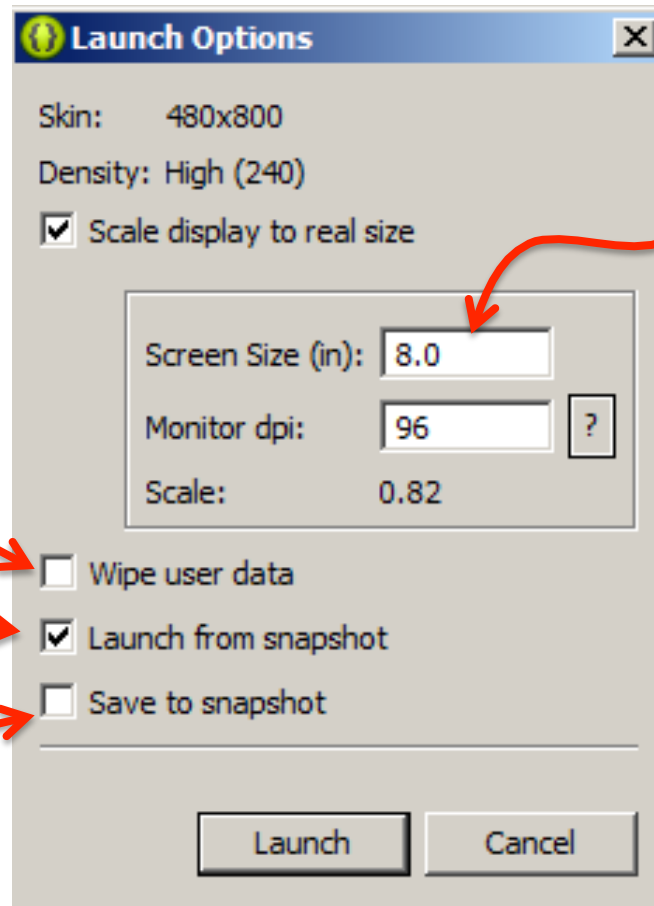 Launch Options
Skin: 480x800
Density: High (240)
Scale display to real size
Screen Size (in): 8.0
Monitor dpi: 96 ?
Scale: 0.82
Wipe user data
Launch from snapshot
Save to snapshot
Launch Cancel